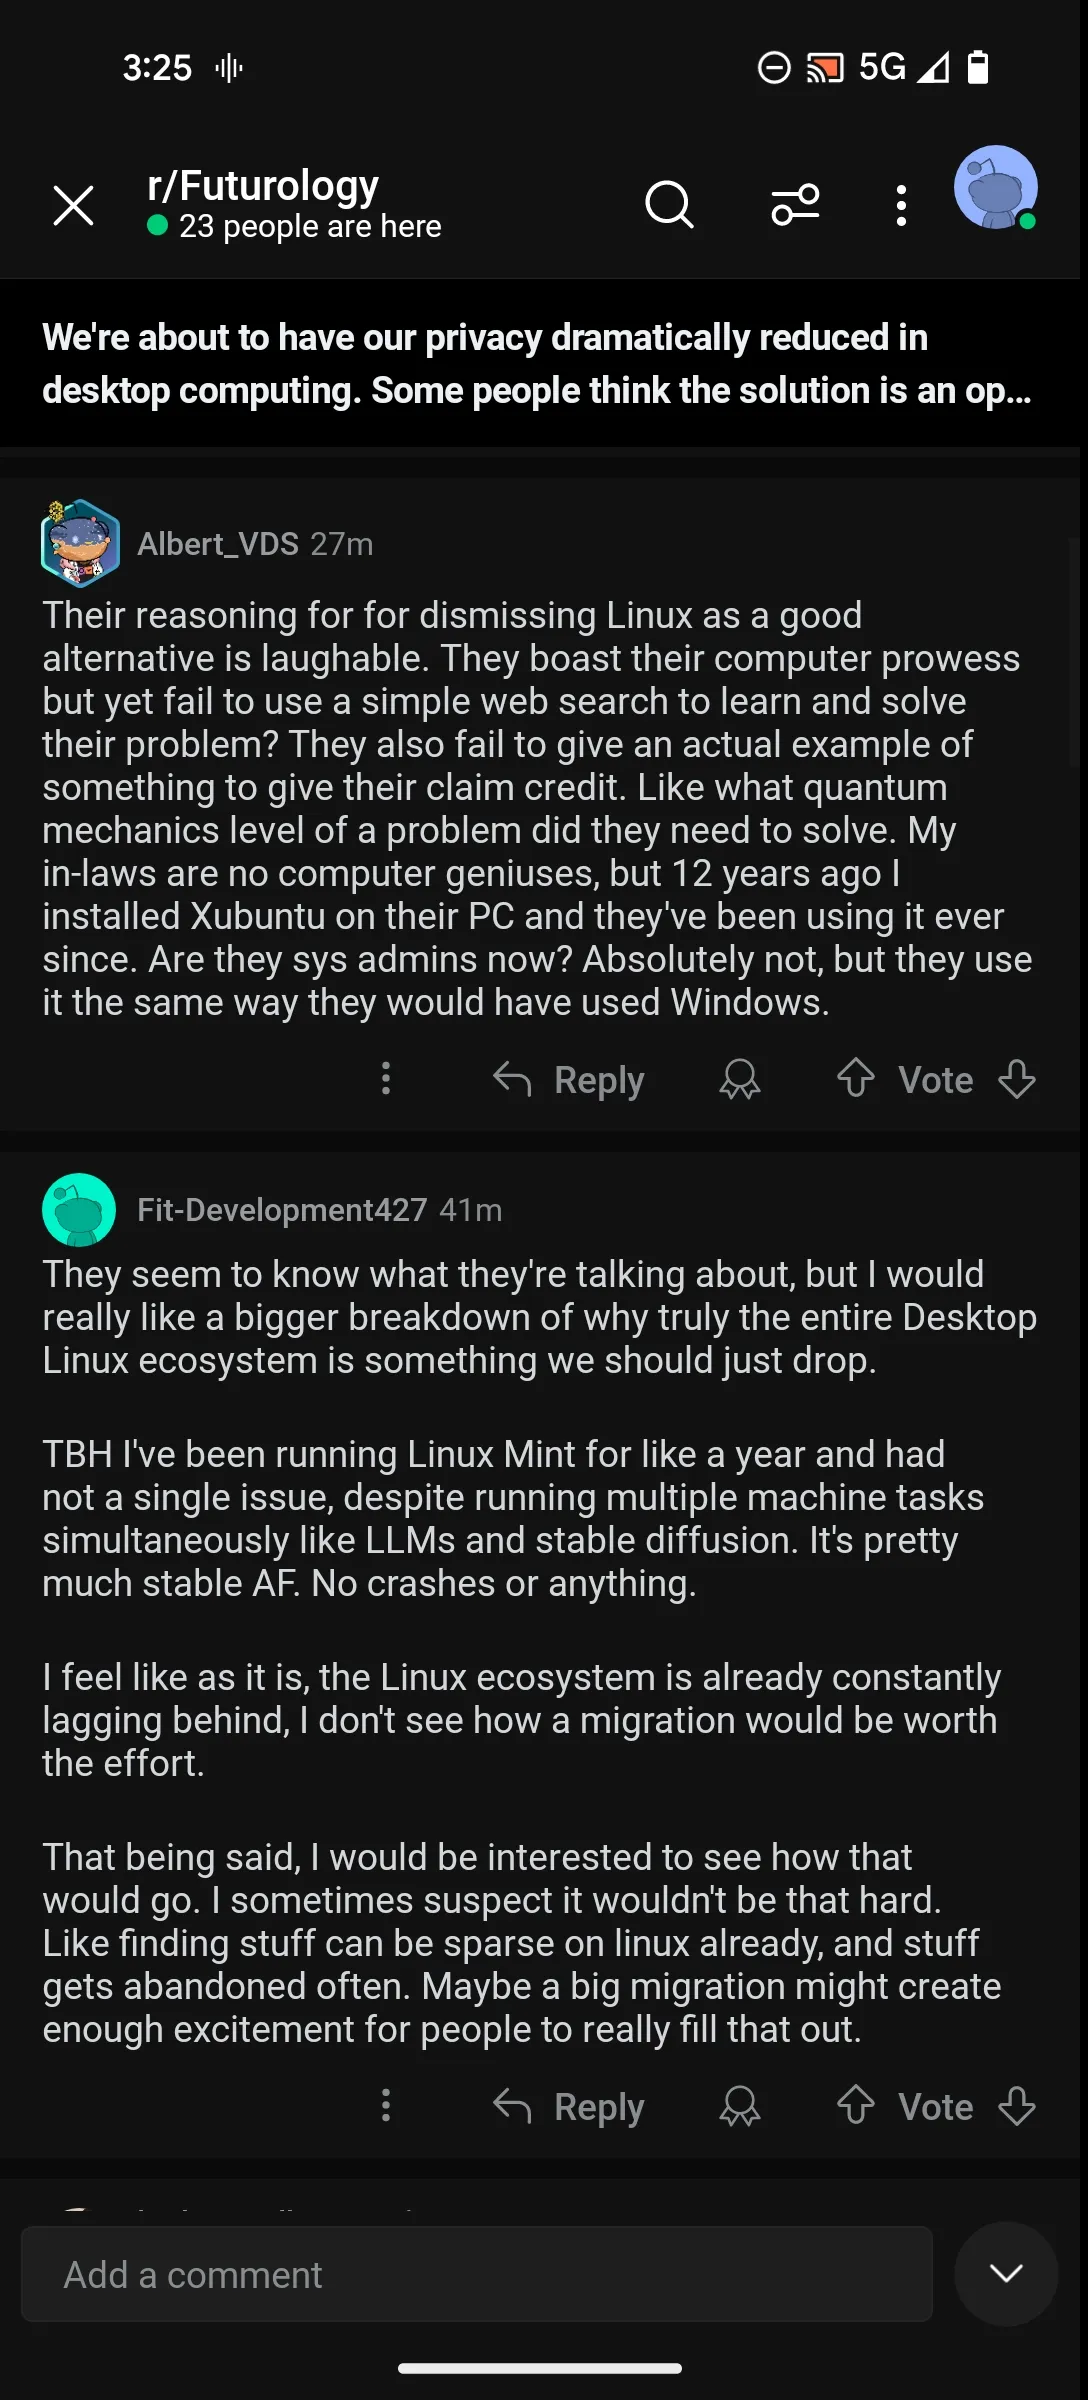 3:25
5G
r/Futurology
23 people are here
We're about to have our privacy dramatically reduced in
desktop computing. Some people think the solution is an op...
Albert_VDS 27m
Their reasoning for for dismissing Linux as a good
alternative is laughable. They boast their computer prowess
but yet fail to use a simple web search to learn and solve
their problem? They also fail to give an actual example of
something to give their claim credit. Like what quantum
mechanics level of a problem did they need to solve. My
in-laws are no computer geniuses, but 12 years ago I
installed Xubuntu on their PC and they've been using it ever
since. Are they sys admins now? Absolutely not, but they use
it the same way they would have used Windows.
Reply Vote
Fit-Development427 41m
They seem to know what they're talking about, but I would
really like a bigger breakdown of why truly the entire Desktop
Linux ecosystem is something we should just drop.
TBH I've been running Linux Mint for like a year and had
not a single issue, despite running multiple machine tasks
simultaneously like LLMs and stable diffusion. It's pretty
much stable AF. No crashes or anything.
I feel like as it is, the Linux ecosystem is already constantly
lagging behind, I don't see how a migration would be worth
the effort.
That being said, I would be interested to see how that
would go. I sometimes suspect it wouldn't be that hard.
Like finding stuff can be sparse on linux already, and stuff
gets abandoned often. Maybe a big migration might create
enough excitement for people to really fill that out.
Reply Vote
Add a comment